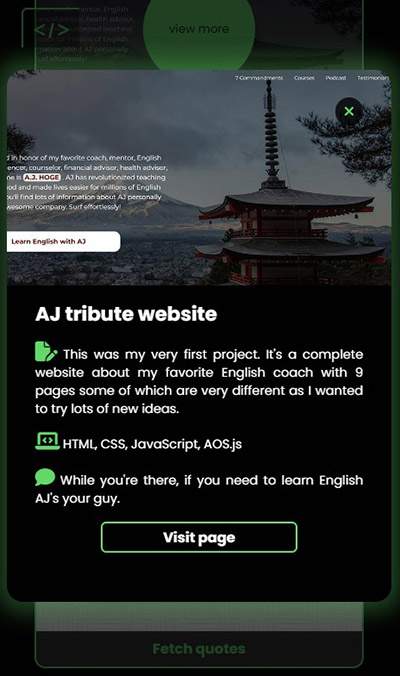 view more
</>
7 Commandments Courses Podcast Testimonial
d in honor of my favorite coach, mentor, English
encer, counselor, financial advisor, health adviser,
me is A.J. HOGE . AJ has revolutionized teaching
od and made lives easier for millions of English
ou'll find lots of information about AJ personally
wesome company. Surf effortlessly!
Learn English with AJ
AJ tribute website
This was my very first project. It's a complete
website about my favorite English coach with 9
pages some of which are very different as I wanted
to try lots of new ideas.
HTML, CSS, JavaScript, AOS.js
While you're there, if you need to learn English
AJ's your guy.
Visit page
Fetch quotes